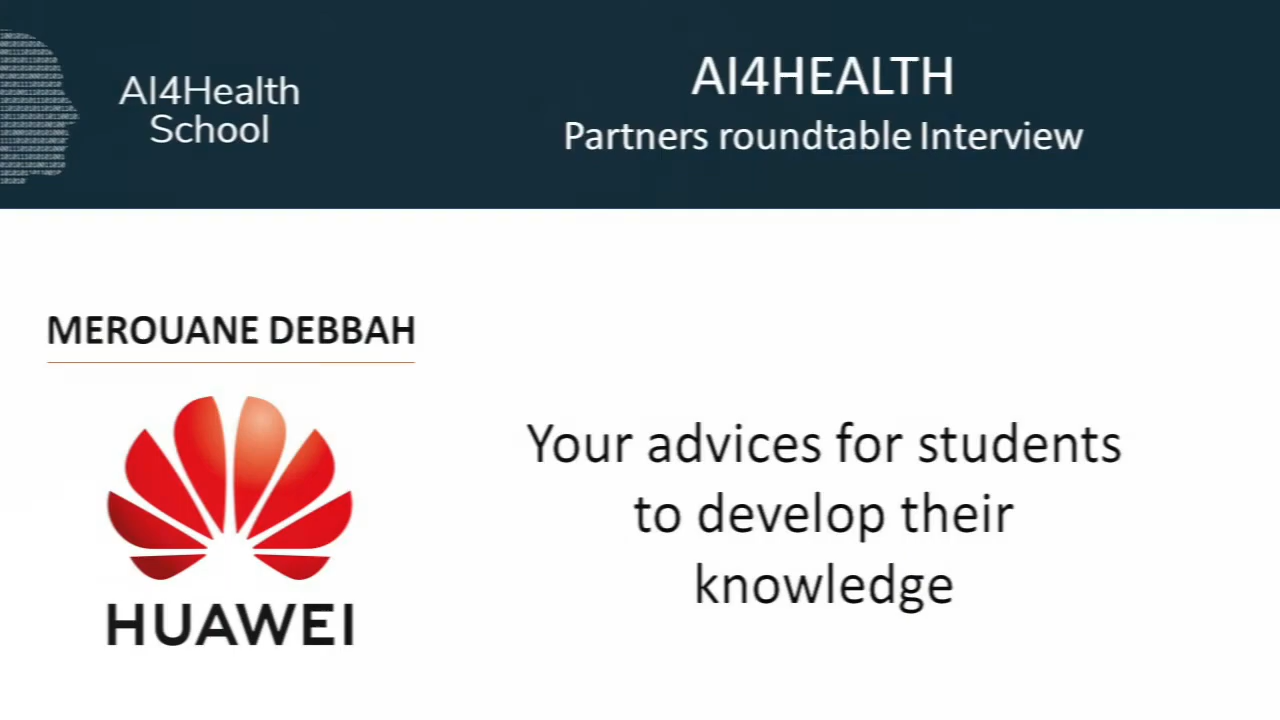 AI4Health
School
AI4HEALTH
Partners roundtable Interview
MEROUANE DEBBAH
HUAWEI
Your advices for students
to develop their
knowledge